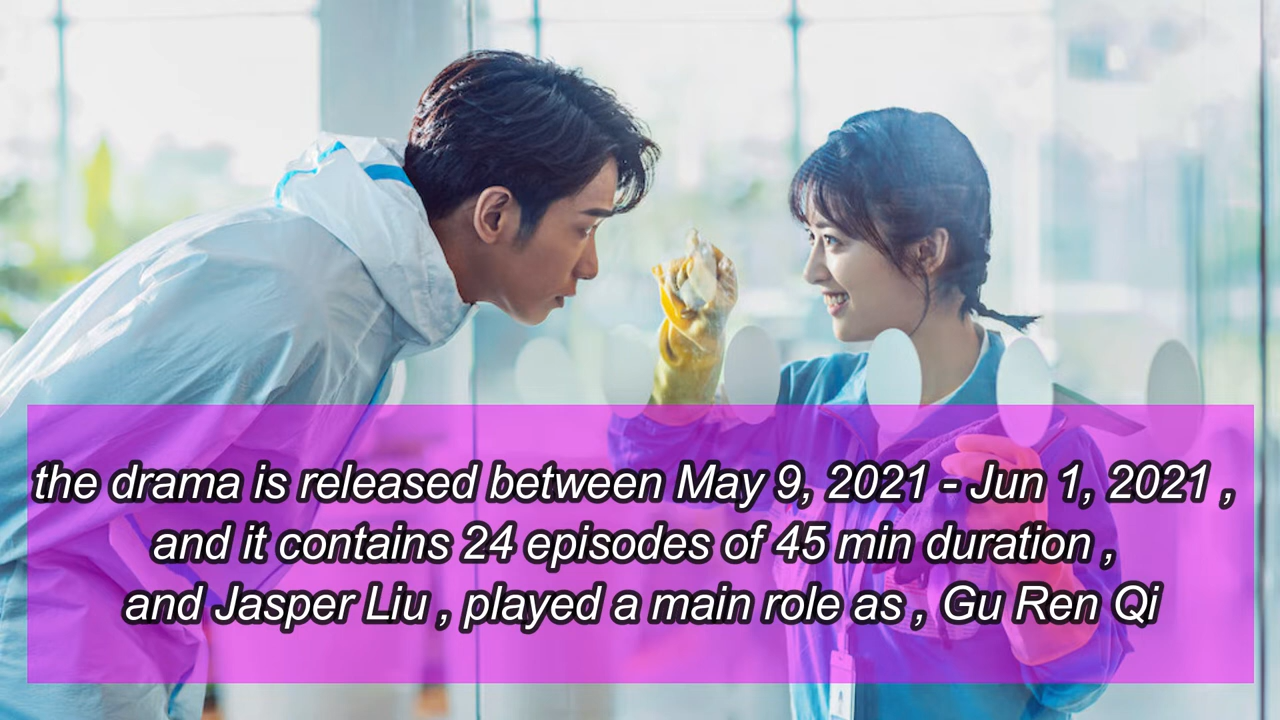 the drama is released between May 9, 2021 - Jun 1, 2021 ,
and it contains 24 episodes of 45 min duration ,
and Jasper Liu , played a main role as , Gu Ren Qi